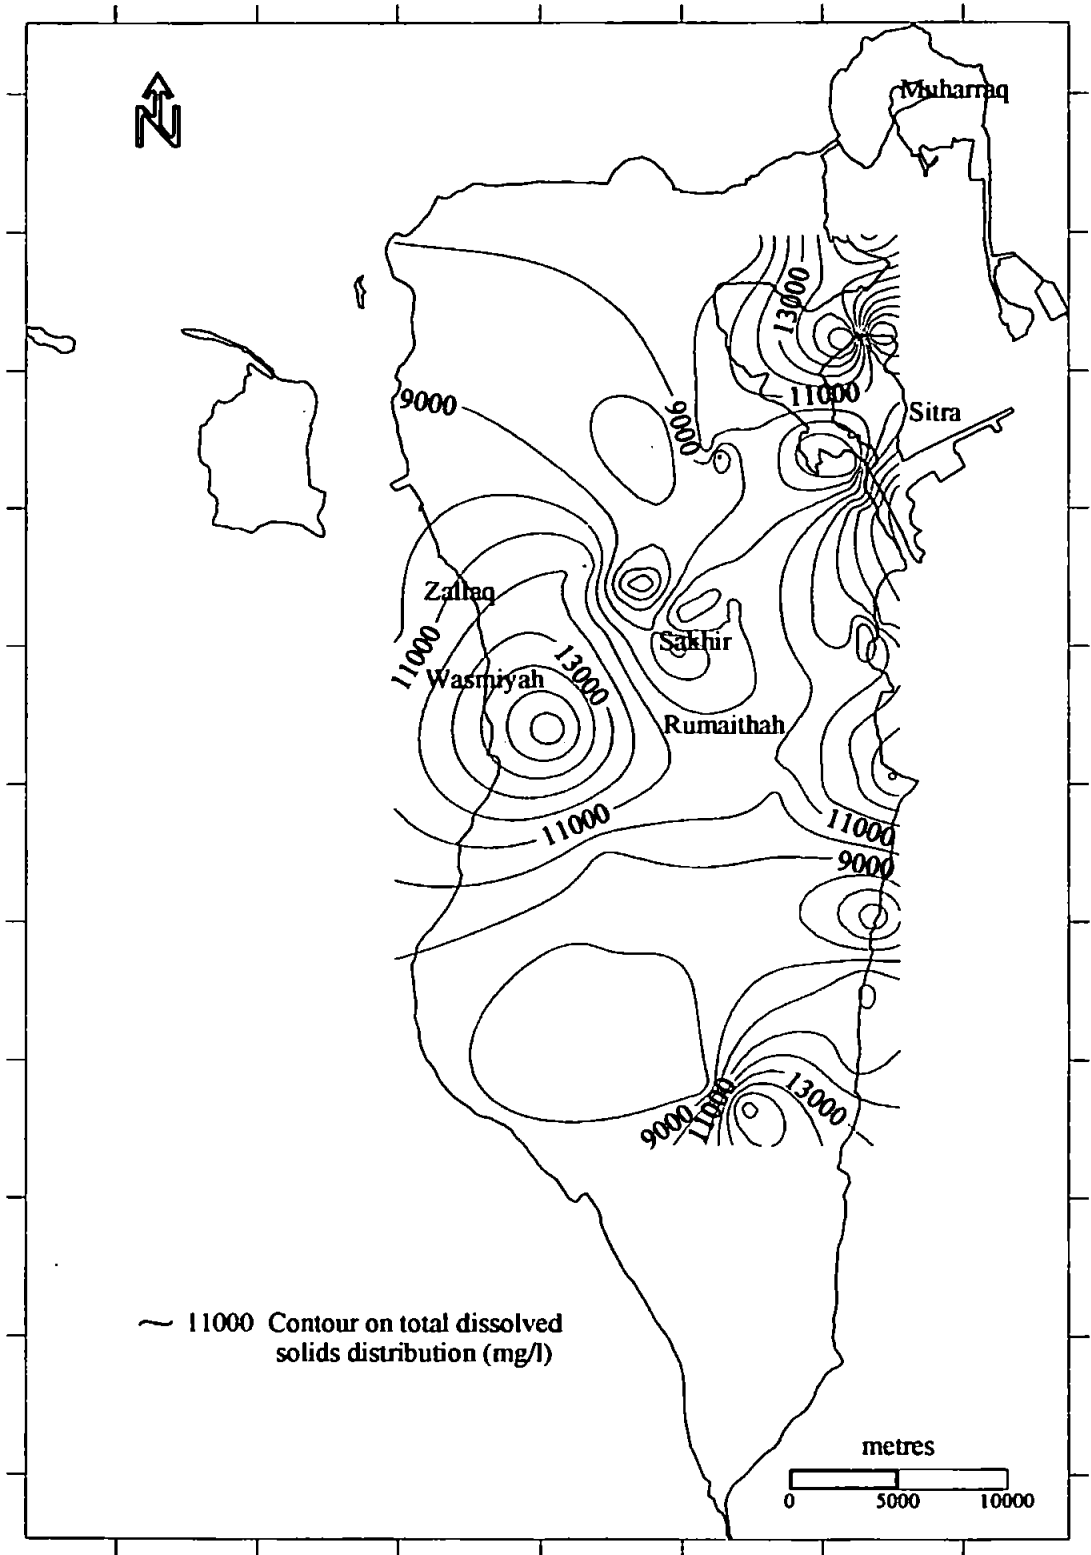 N
Muharraq
13000
9000
9000
11000
Sitra
Zallaq
11000
Sakhir
Wasmiyah
13000
Rumaithah
11000
11000
9000
9000
11000
13000
11000 Contour on total dissolved
solids distribution (mg/l)
metres
0 5000 10000